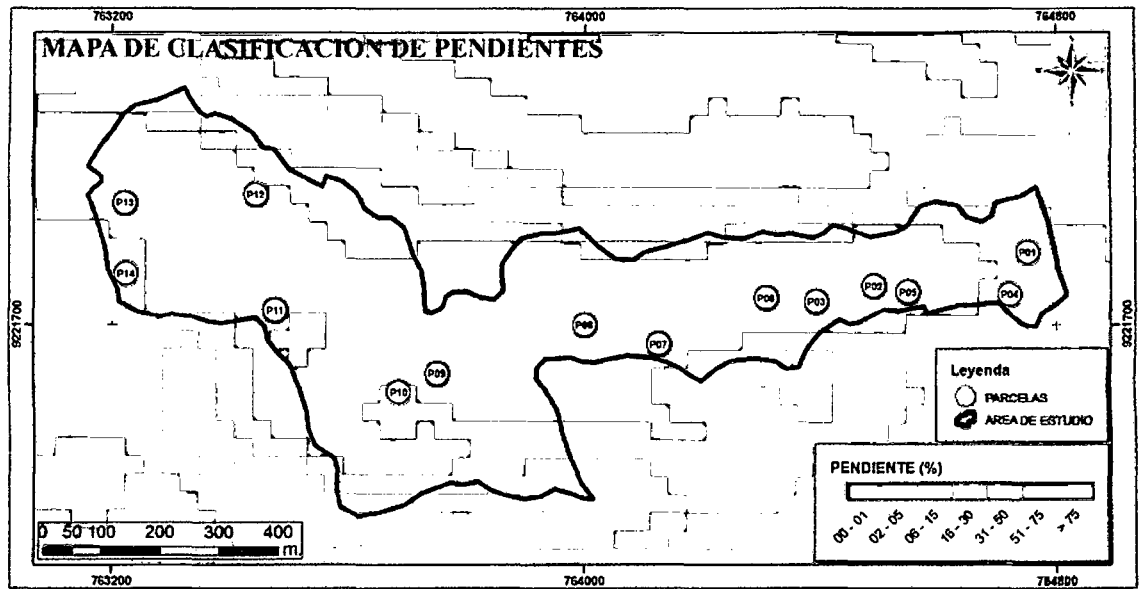 763200 764000 764800
MAPA DE CLASIFICACION DE PENDIENTES
P13
P12
P01
P14
P02
P05
P04
P08
P03
P11
P06
P07
P09
P10
9221700
9221700
Leyenda
PARCELAS
AREA DE ESTUDIO
PENDIENTE (%)
00 - 01
02 - 05
06 - 15
16 - 30
31 - 50
51 - 75
> 75
0 50 100 200 300 400
m.
763200 764000 764800